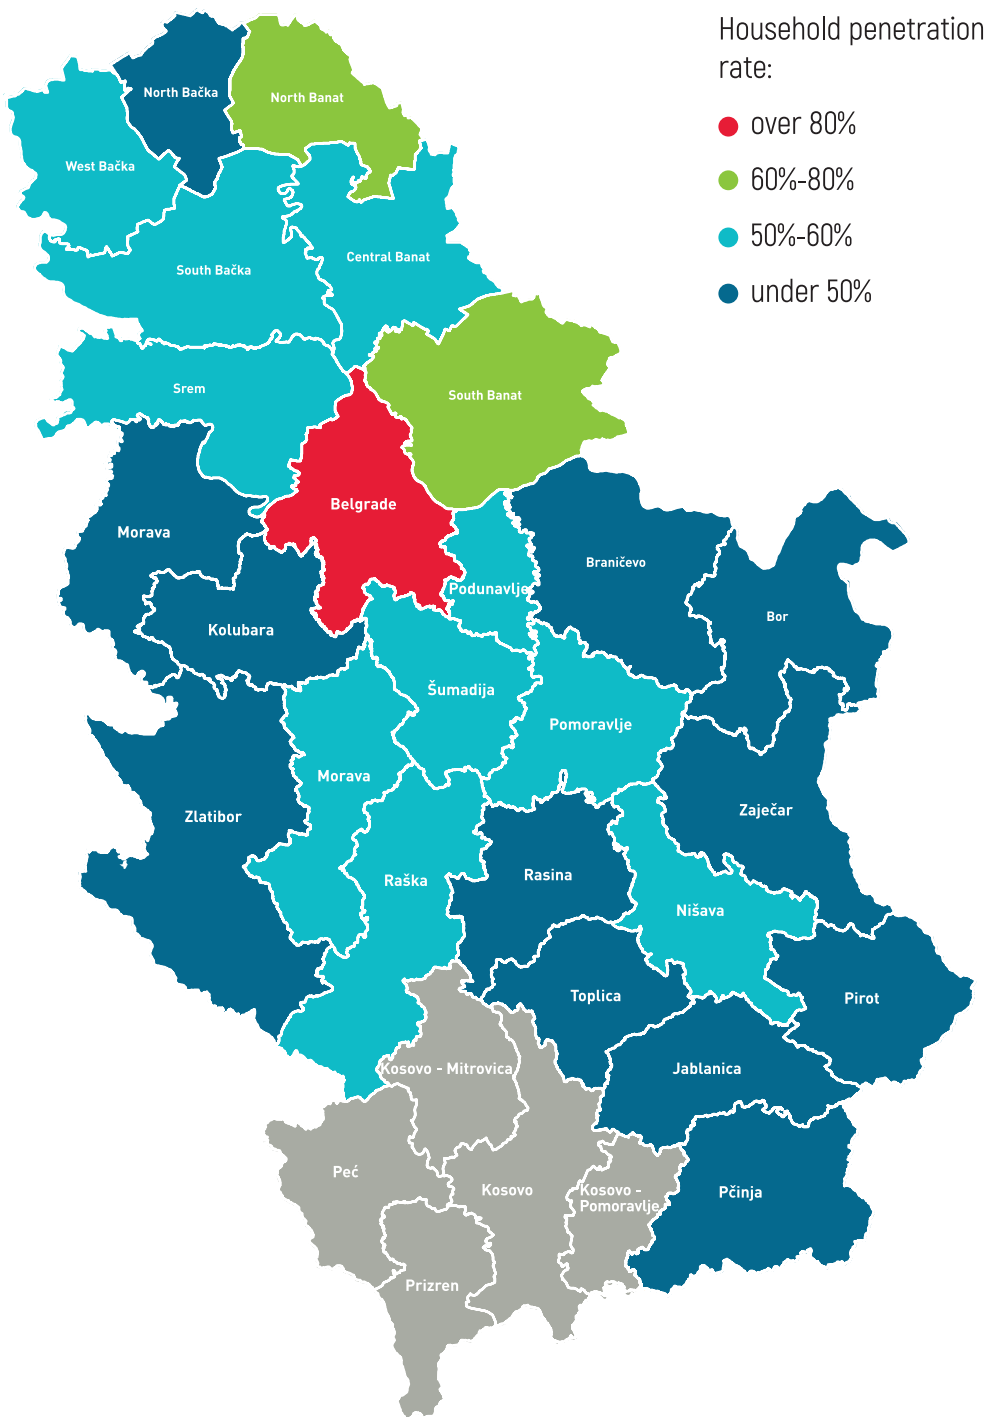 Household penetration
rate:
over 80%
60%-80%
50%-60%
under 50%
North Bačka
North Banat
West Bačka
South Bačka
Central Banat
Srem
South Banat
Belgrade
Morava
Braničevo
Podunavlje
Bor
Kolubara
Šumadija
Pomoravlje
Morava
Zaječar
Zlatibor
Raška
Rasina
Nišava
Toplica
Pirot
Kosovo - Mitrovica
Jablanica
Peć
Kosovo
Kosovo -
Pomoravlje
Pčinja
Prizren